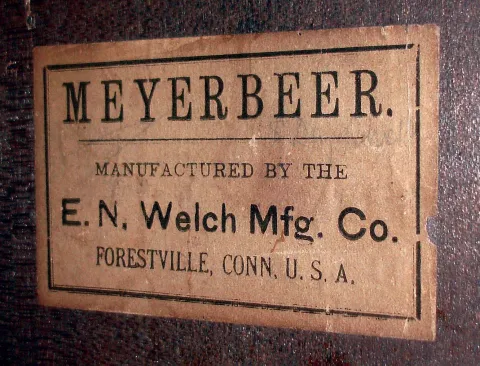 MEYERBEER.
MANUFACTURED BY THE
E. N. Welch Mfg. Co.
FORESTVILLE, CONN. U. S. A.